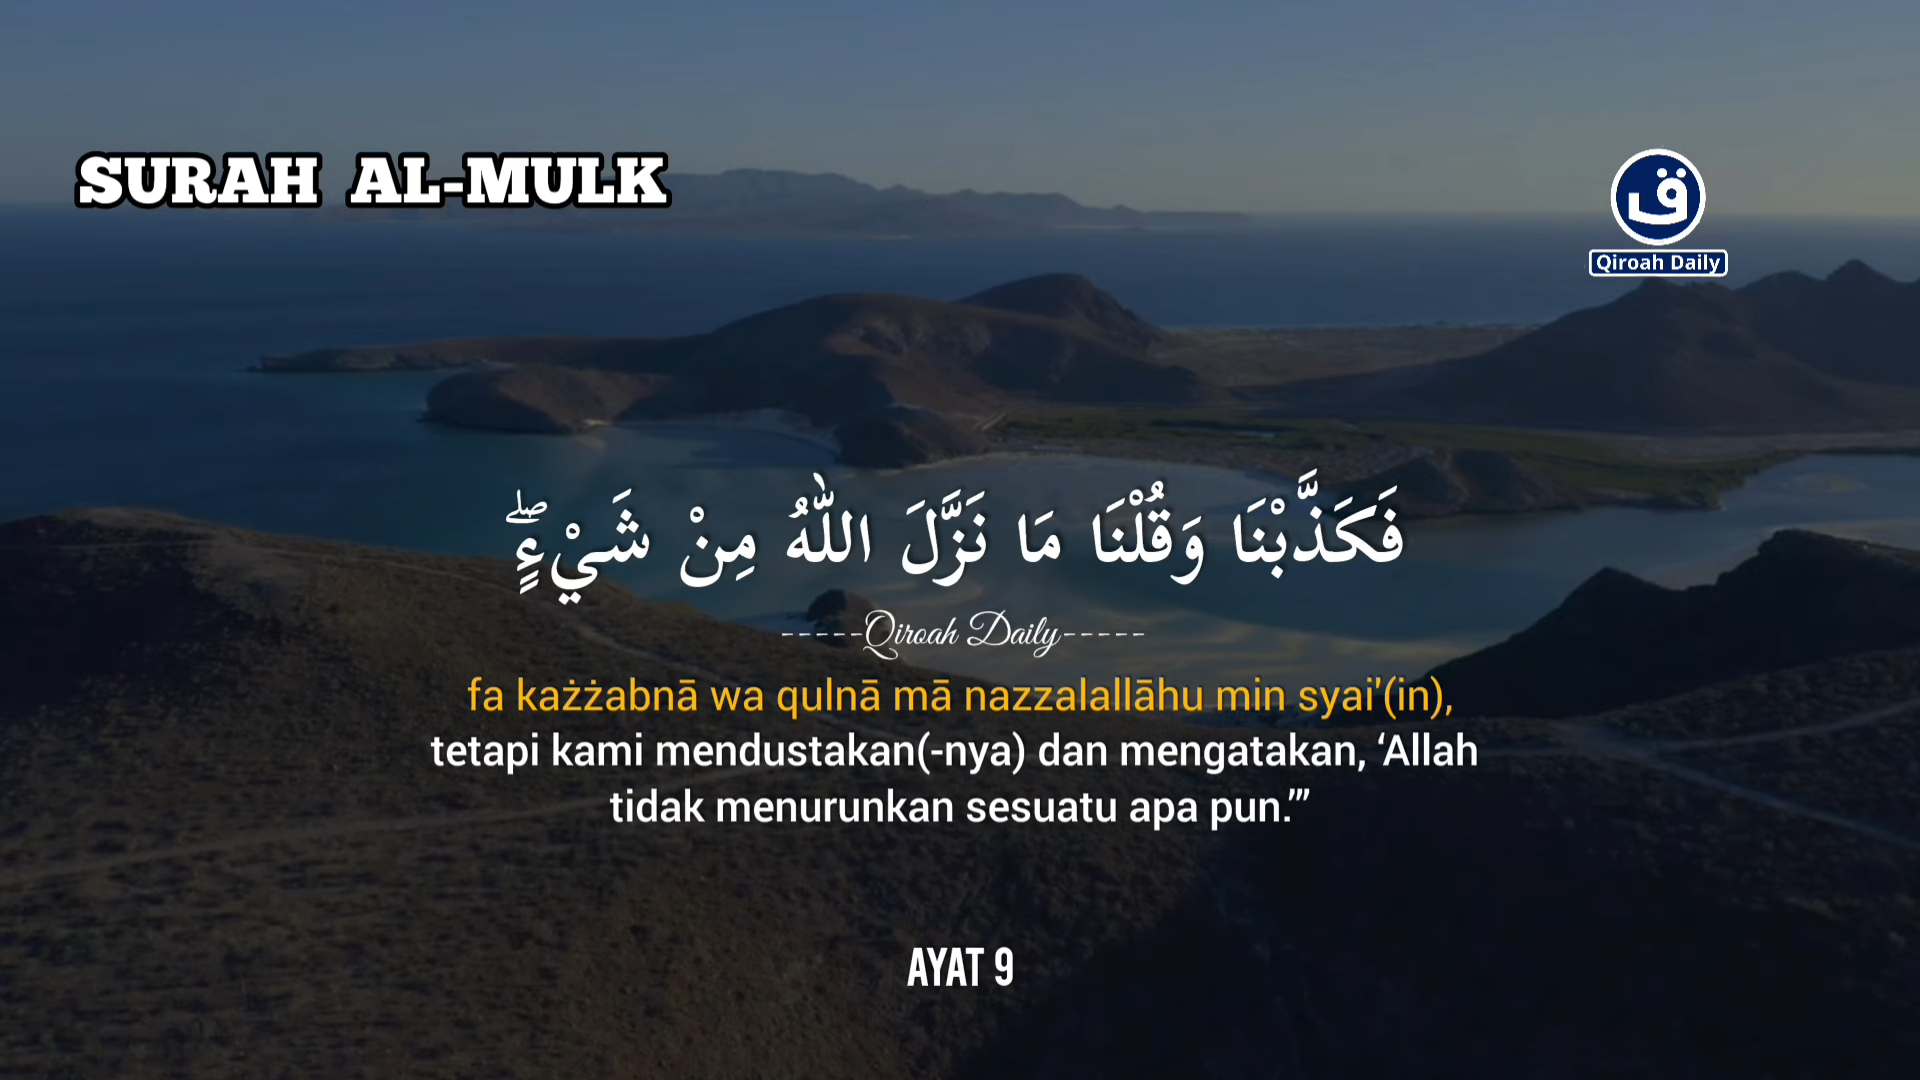 SURAH AL-MULK
ق
Qiroah Daily
فَكَذَّبْنَا وَقُلْنَا مَا نَزَّلَ اللّٰهُ مِنْ شَيْءٍۖ
-----Qiroah Daily-----
fa każżabnā wa qulnā mā nazzalallāhu min syai'(in),
tetapi kami mendustakan(-nya) dan mengatakan, ‘Allah
tidak menurunkan sesuatu apa pun.’”
AYAT 9